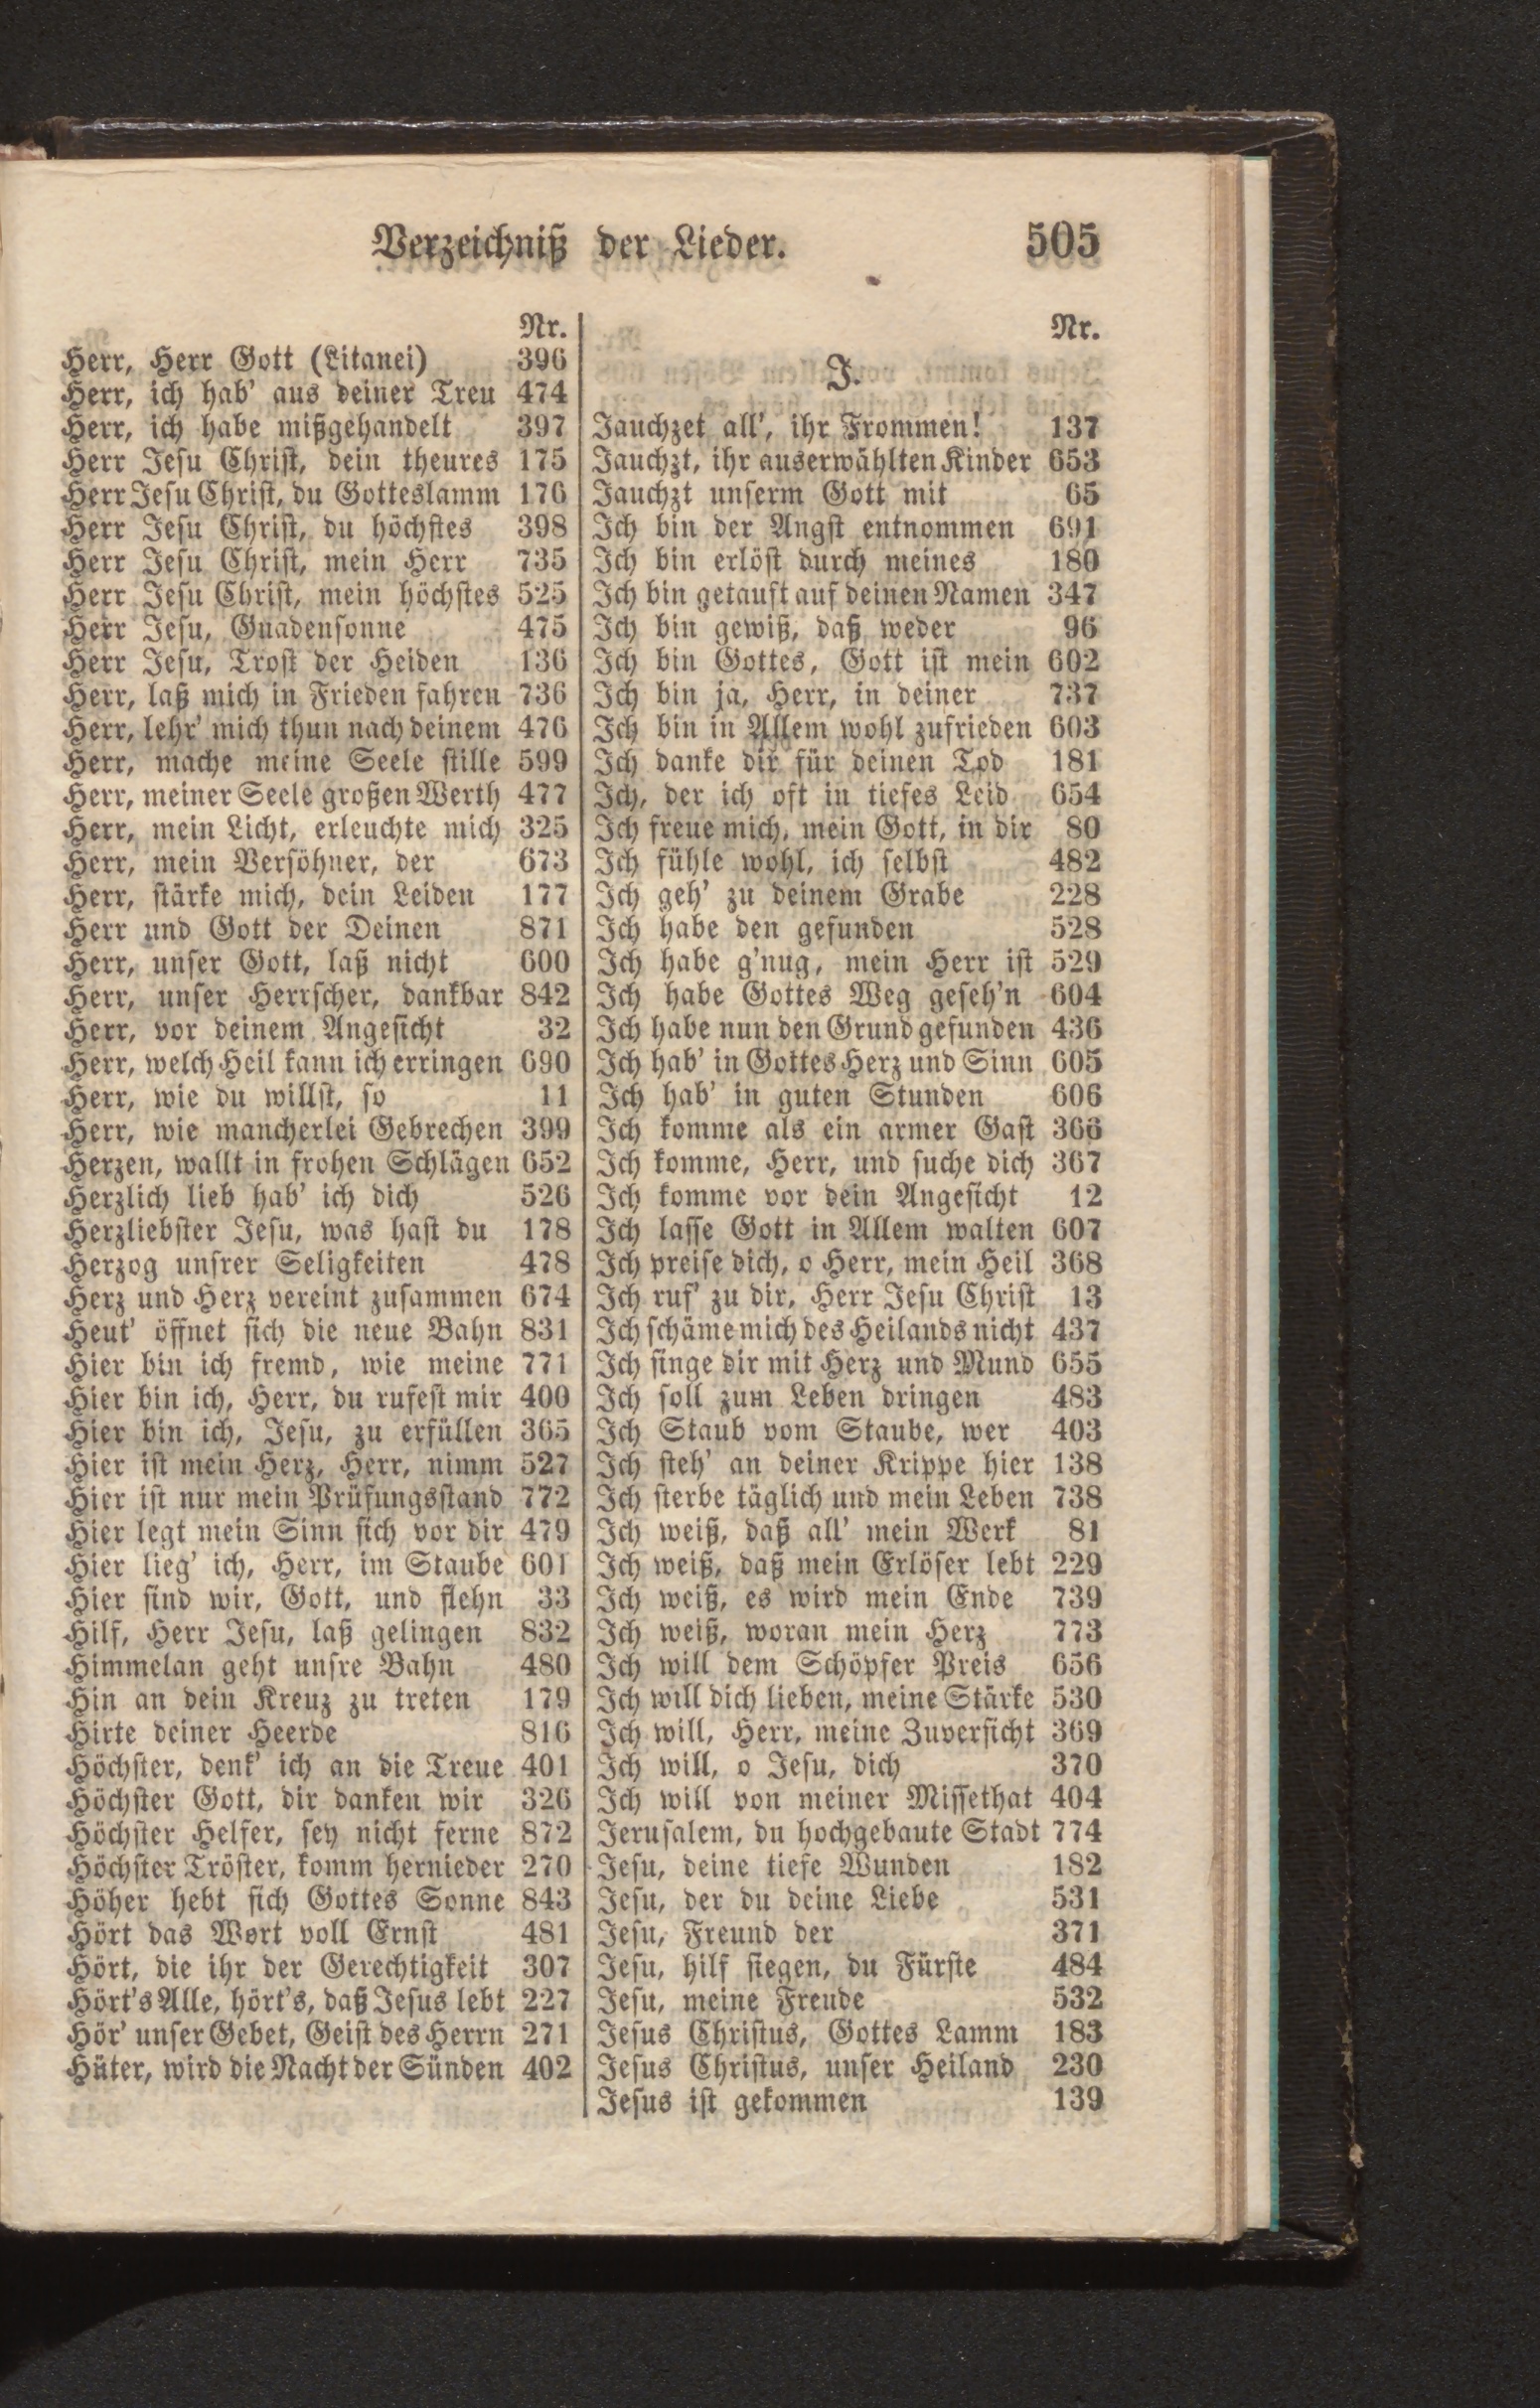 Verzeichniß der Lieder. 505
Nr.
Herr, Herr Gott (Litanei) 396
Herr, ich hab' aus deiner Treu 474
Herr, ich habe mißgehandelt 397
Herr Jesu Christ, dein theures 175
Herr Jesu Christ, du Gotteslamm 176
Herr Jesu Christ, du höchstes 398
Herr Jesu Christ, mein Herr 735
Herr Jesu Christ, mein höchstes 525
Herr Jesu, Gnadensonne 475
Herr Jesu, Trost der Heiden 136
Herr, laß mich in Frieden fahren 736
Herr, lehr' mich thun nach deinem 476
Herr, mache meine Seele stille 599
Herr, meiner Seele großen Werth 477
Herr, mein Licht, erleuchte mich 325
Herr, mein Versöhner, der 673
Herr, stärke mich, dein Leiden 177
Herr und Gott der Deinen 871
Herr, unser Gott, laß nicht 600
Herr, unser Herrscher, dankbar 842
Herr, vor deinem Angesicht 32
Herr, welch Heil kann ich erringen 690
Herr, wie du willst, so 11
Herr, wie mancherlei Gebrechen 399
Herzen, wallt in frohen Schlägen 652
Herzlich lieb hab' ich dich 526
Herzliebster Jesu, was hast du 178
Herzog unsrer Seligkeiten 478
Herz und Herz vereint zusammen 674
Heut' öffnet sich die neue Bahn 831
Hier bin ich fremd, wie meine 771
Hier bin ich, Herr, du rufest mir 400
Hier bin ich, Jesu, zu erfüllen 365
Hier ist mein Herz, Herr, nimm 527
Hier ist nur mein Prüfungsstand 772
Hier legt mein Sinn sich vor dir 479
Hier lieg' ich, Herr, im Staube 601
Hier sind wir, Gott, und flehn 33
Hilf, Herr Jesu, laß gelingen 832
Himmelan geht unsre Bahn 480
Hin an dein Kreuz zu treten 179
Hirte deiner Heerde 816
Höchster, denk' ich an die Treue 401
Höchster Gott, dir danken wir 326
Höchster Helfer, sey nicht ferne 872
Höchster Tröster, komm hernieder 270
Höher hebt sich Gottes Sonne 843
Hört das Wort voll Ernst 481
Hört, die ihr der Gerechtigkeit 307
Hört's Alle, hört's, daß Jesus lebt 227
Hör' unser Gebet, Geist des Herrn 271
Hüter, wird die Nacht der Sünden 402
Nr.
J.
Jauchzet all', ihr Frommen! 137
Jauchzt, ihr auserwählten Kinder 653
Jauchzt unserm Gott mit 65
Ich bin der Angst entnommen 691
Ich bin erlöst durch meines 180
Ich bin getauft auf deinen Namen 347
Ich bin gewiß, daß weder 96
Ich bin Gottes, Gott ist mein 602
Ich bin ja, Herr, in deiner 737
Ich bin in Allem wohl zufrieden 603
Ich danke dir für deinen Tod 181
Ich, der ich oft in tiefes Leid 654
Ich freue mich, mein Gott, in dir 80
Ich fühle wohl, ich selbst 482
Ich geh' zu deinem Grabe 228
Ich habe den gefunden 528
Ich habe g'nug, mein Herr ist 529
Ich habe Gottes Weg geseh'n 604
Ich habe nun den Grund gefunden 436
Ich hab' in Gottes Herz und Sinn 605
Ich hab' in guten Stunden 606
Ich komme als ein armer Gast 366
Ich komme, Herr, und suche dich 367
Ich komme vor dein Angesicht 12
Ich lasse Gott in Allem walten 607
Ich preise dich, o Herr, mein Heil 368
Ich ruf' zu dir, Herr Jesu Christ 13
Ich schäme mich des Heilands nicht 437
Ich singe dir mit Herz und Mund 655
Ich soll zum Leben dringen 483
Ich Staub vom Staube, wer 403
Ich steh' an deiner Krippe hier 138
Ich sterbe täglich und mein Leben 738
Ich weiß, daß all' mein Werk 81
Ich weiß, daß mein Erlöser lebt 229
Ich weiß, es wird mein Ende 739
Ich weiß, woran mein Herz 773
Ich will dem Schöpfer Preis 656
Ich will dich lieben, meine Stärke 530
Ich will, Herr, meine Zuversicht 369
Ich will, o Jesu, dich 370
Ich will von meiner Missethat 404
Jerusalem, du hochgebaute Stadt 774
Jesu, deine tiefe Wunden 182
Jesu, der du deine Liebe 531
Jesu, Freund der 371
Jesu, hilf siegen, du Fürste 484
Jesu, meine Freude 532
Jesus Christus, Gottes Lamm 183
Jesus Christus, unser Heiland 230
Jesus ist gekommen 139